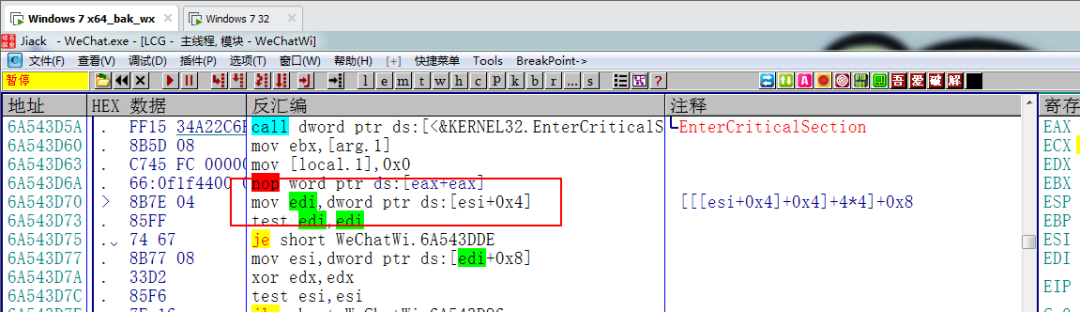 Windows 7 x64_bak_wx × Windows 7 32 ×
Jiack - WeChat.exe - [LCG - 主线程, 模块 - WeChatWi]
C 文件(F) 查看(V) 调试(D) 插件(P) 选项(T) 窗口(W) 帮助(H) [+] 快捷菜单 Tools BreakPoint->
暂停 l e m t w h c p k b r ... s ? 吾 爱 破 解
地址 HEX 数据 反汇编 注释 寄存
6A543D5A . FF15 34A22C6 call dword ptr ds:[<&KERNEL32.EnterCriticalS EnterCriticalSection EAX
6A543D60 . 8B5D 08 mov ebx,[arg.1] ECX
6A543D63 . C745 FC 00000 mov [local.1],0x0 EDX
6A543D6A . 66:0f1f4400 nop word ptr ds:[eax+eax] EBX
6A543D70 > 8B7E 04 mov edi,dword ptr ds:[esi+0x4] [[[esi+0x4]+0x4]+4*4]+0x8 ESP
6A543D73 . 85FF test edi,edi EBP
6A543D75 . 74 67 je short WeChatWi.6A543DDE ESI
6A543D77 . 8B77 08 mov esi,dword ptr ds:[edi+0x8] EDI
6A543D7A . 33D2 xor edx,edx
6A543D7C . 85F6 test esi,esi EIP